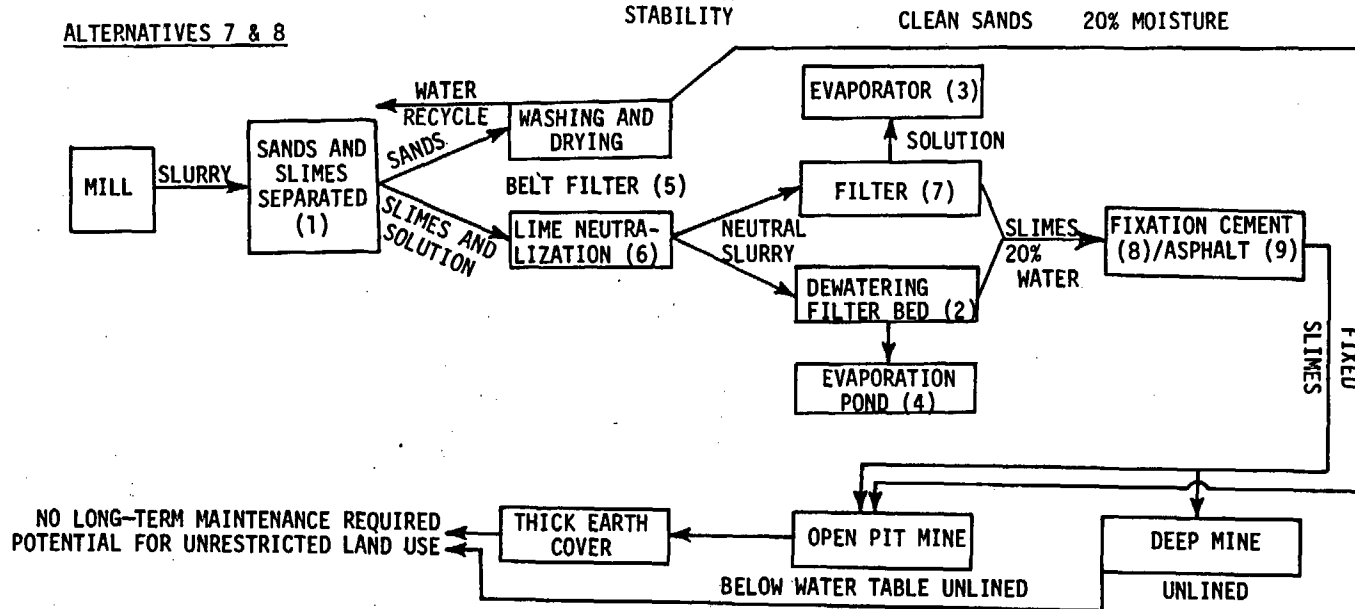 STABILITY
CLEAN SANDS 20% MOISTURE
ALTERNATIVES 7 & 8
MILL
SLURRY
SANDS AND
SLIMES
SEPARATED
(1)
WATER
RECYCLE
SANDS
WASHING AND
DRYING
BELT FILTER (5)
SLIMES AND
SOLUTION
LIME NEUTRA-
LIZATION (6)
NEUTRAL
SLURRY
EVAPORATOR (3)
SOLUTION
FILTER (7)
DEWATERING
FILTER BED (2)
EVAPORATION
POND (4)
SLIMES
20%
WATER
FIXATION CEMENT
(8)/ASPHALT (9)
FIXED
SLIMES
NO LONG-TERM MAINTENANCE REQUIRED
POTENTIAL FOR UNRESTRICTED LAND USE
THICK EARTH
COVER
OPEN PIT MINE
BELOW WATER TABLE UNLINED
DEEP MINE
UNLINED